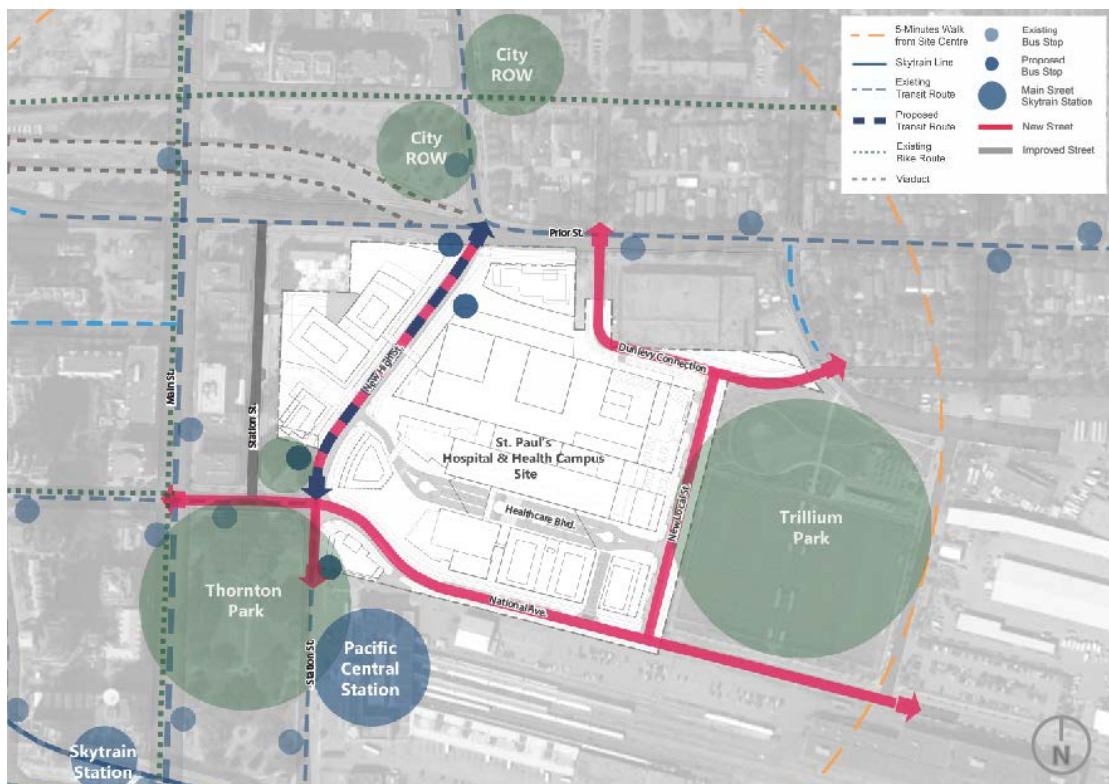 City
ROW
City
ROW
5-Minutes Walk
from Site Centre
Skytrain Line
Existing
Transit Route
Proposed
Transit Route
Existing
Bike Route
Viaduct
Existing
Bus Stop
Proposed
Bus Stop
Main Street
Skytrain Station
New Street
Improved Street
Prior St.
New High St.
Dunlevy Connection
Main St.
Station St.
St. Paul's
Hospital & Health Campus
Site
Healthcare Blvd.
New Local St.
Trillium
Park
Thornton
Park
National Ave.
Station St.
Pacific
Central
Station
Skytrain
Station
N